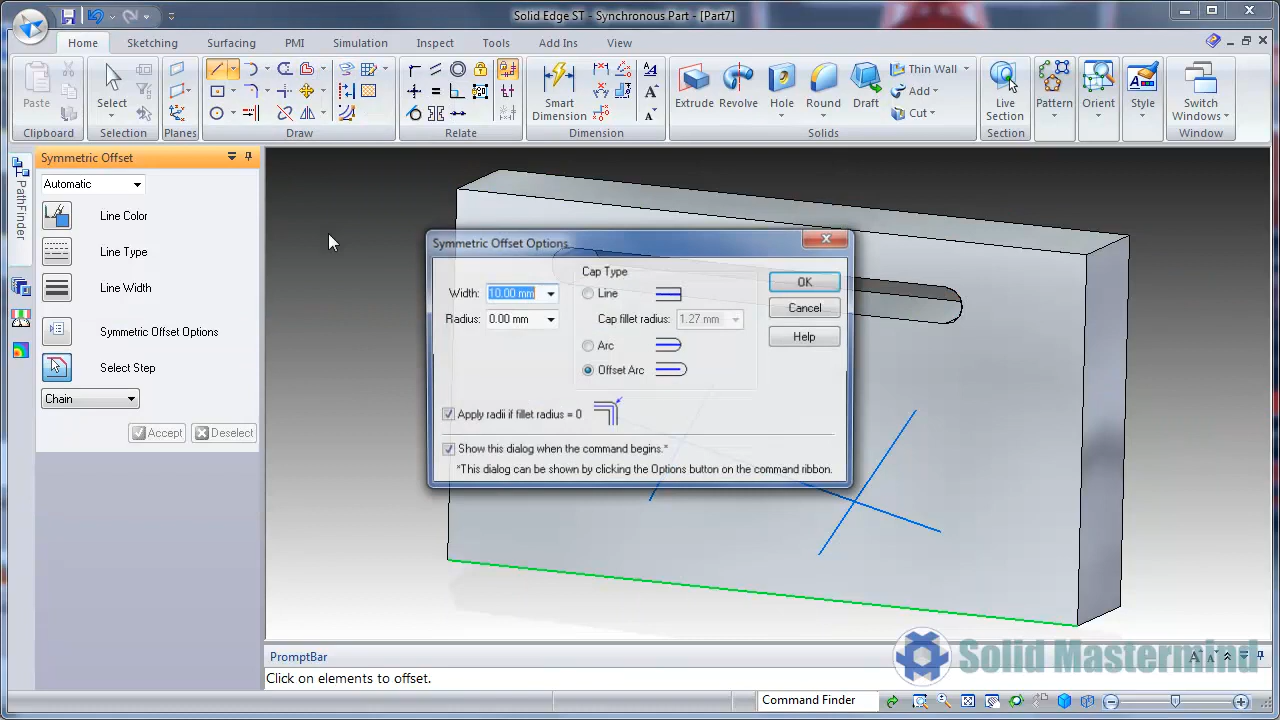 Solid Edge ST - Synchronous Part - [Part7]
Home Sketching Surfacing PMI Simulation Inspect Tools Add Ins View
Paste
Select
Smart Dimension
Extrude Revolve Hole Round Draft
Thin Wall
Add
Cut
Live Section
Pattern Orient Style
Switch Windows
Clipboard Selection Planes Draw Relate Dimension Solids Section Window
PathFinder
Symmetric Offset
Automatic
Line Color
Line Type
Line Width
Symmetric Offset Options
Select Step
Chain
Accept Deselect
Symmetric Offset Options
Width: 10.00 mm
Radius: 0.00 mm
Cap Type
Line
Cap fillet radius: 1.27 mm
Arc
Offset Arc
OK
Cancel
Help
Apply radii if fillet radius = 0
Show this dialog when the command begins.*
*This dialog can be shown by clicking the Options button on the command ribbon.
PromptBar
Click on elements to offset.
Solid Mastermind
Command Finder